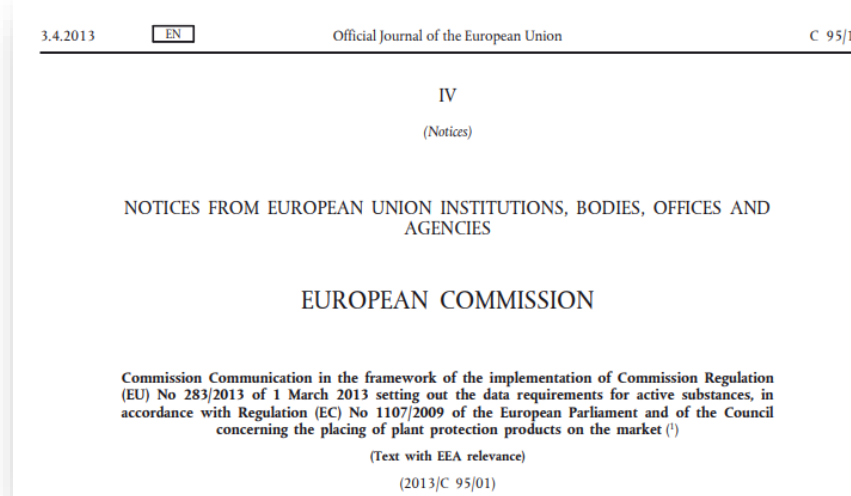 3.4.2013 EN Official Journal of the European Union C 95/1
IV
(Notices)
NOTICES FROM EUROPEAN UNION INSTITUTIONS, BODIES, OFFICES AND
AGENCIES
EUROPEAN COMMISSION
Commission Communication in the framework of the implementation of Commission Regulation
(EU) No 283/2013 of 1 March 2013 setting out the data requirements for active substances, in
accordance with Regulation (EC) No 1107/2009 of the European Parliament and of the Council
concerning the placing of plant protection products on the market (¹)
(Text with EEA relevance)
(2013/C 95/01)